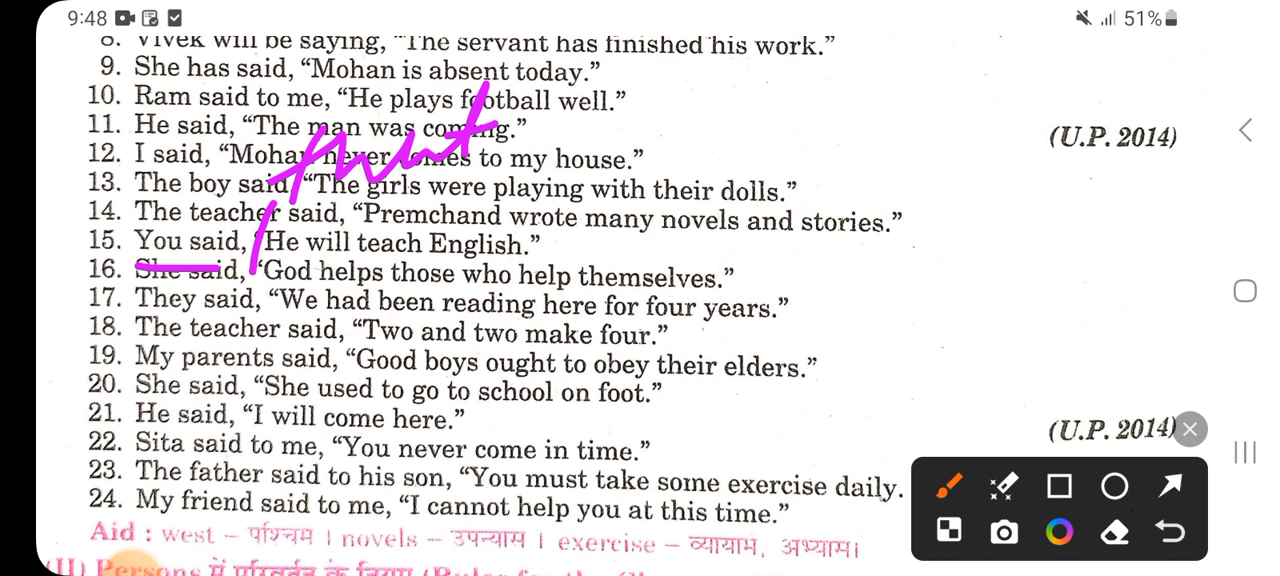 9:48 51%
8. Vivek will be saying, “The servant has finished his work.”
9. She has said, “Mohan is absent today.”
10. Ram said to me, “He plays football well.”
11. He said, “The man was coming.” (U.P. 2014)
12. I said, “Mohan never comes to my house.”
13. The boy said, “The girls were playing with their dolls.”
14. The teacher said, “Premchand wrote many novels and stories.”
15. You said, “He will teach English.”
16. She said, “God helps those who help themselves.”
17. They said, “We had been reading here for four years.”
18. The teacher said, “Two and two make four.”
19. My parents said, “Good boys ought to obey their elders.”
20. She said, “She used to go to school on foot.”
21. He said, “I will come here.” (U.P. 2014)
22. Sita said to me, “You never come in time.”
23. The father said to his son, “You must take some exercise daily.
24. My friend said to me, “I cannot help you at this time.”
Aid : west – पश्चिम । novels – उपन्यास । exercise – व्यायाम, अभ्यास।
(II) Persons में परिवर्तन के नियम (Rules for the